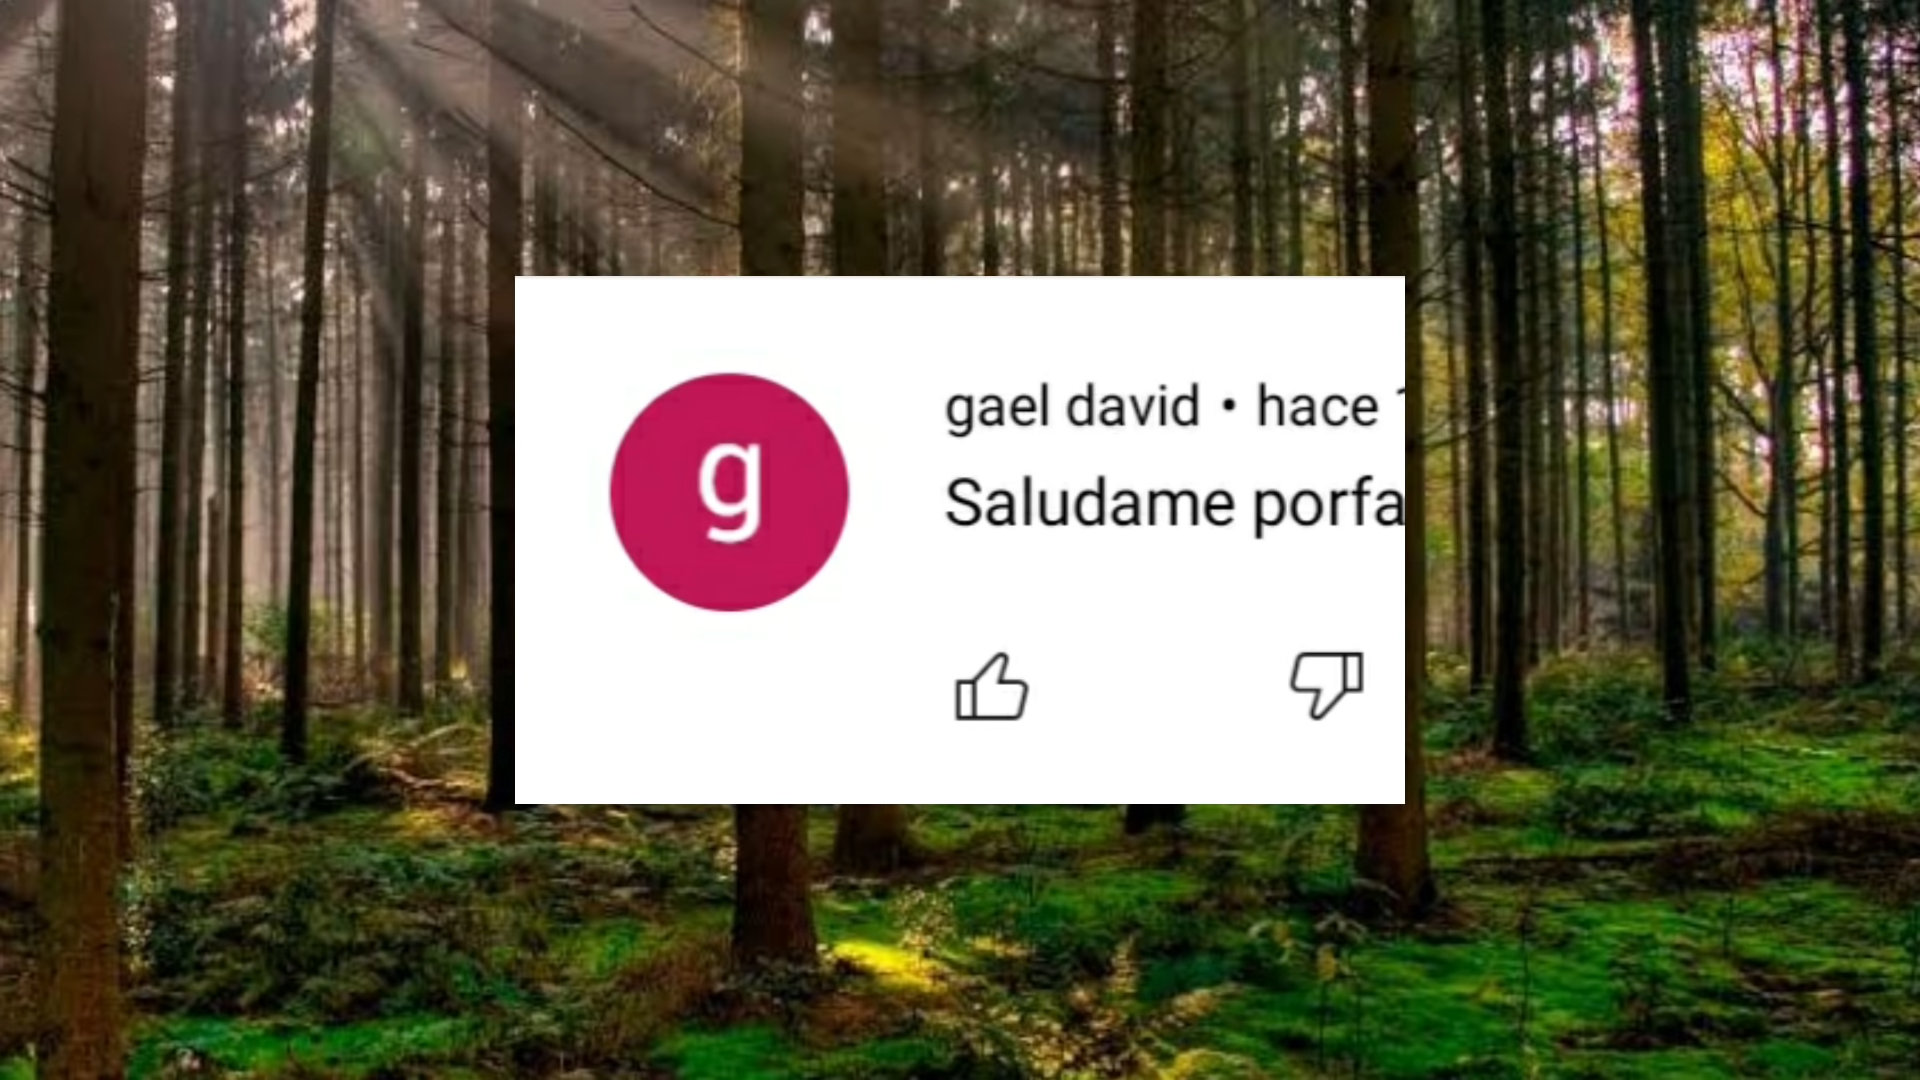 g
gael david • hace
Saludame porfa